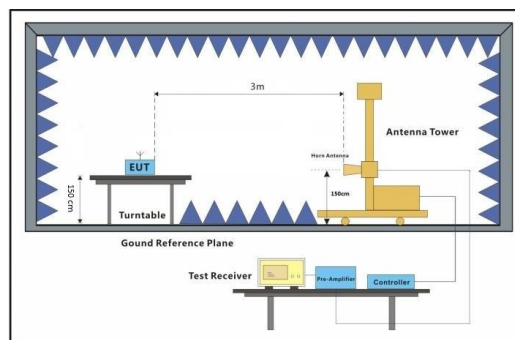 3m
Antenna Tower
Horn Antenna
EUT
150 cm
150cm
Turntable
Gound Reference Plane
Test Receiver
Pre-Amplifier
Controller